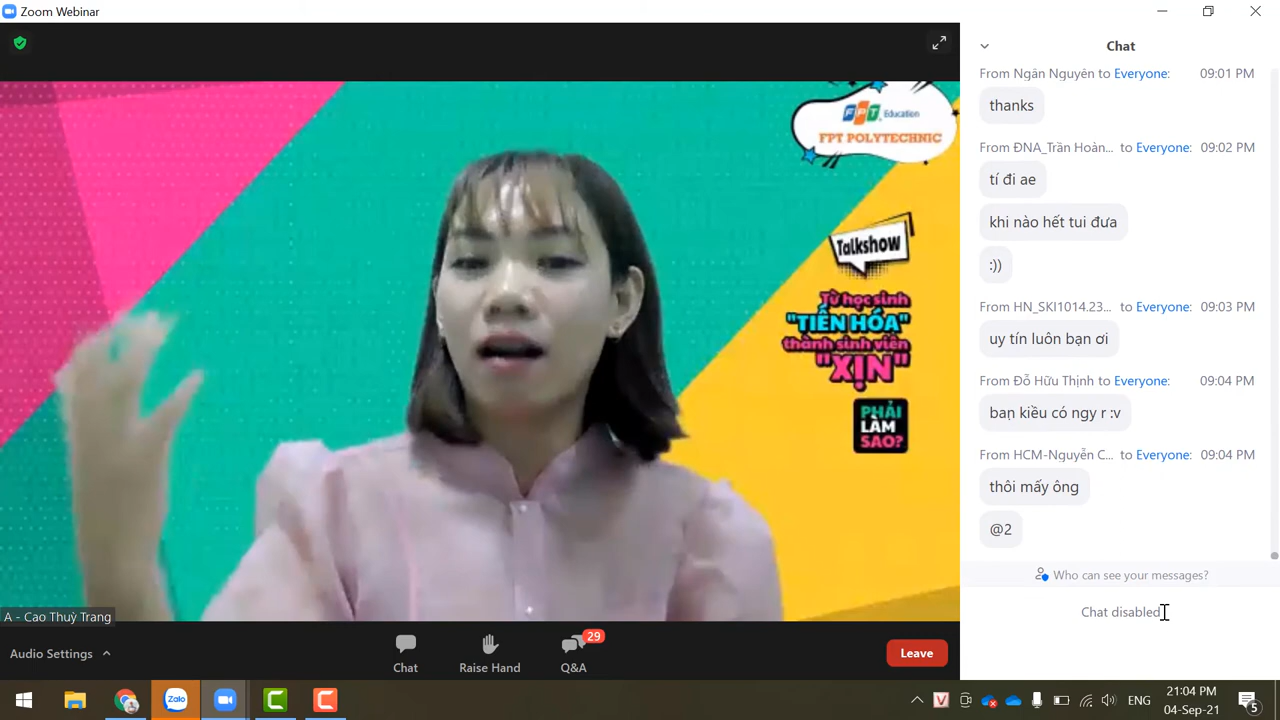 Zoom Webinar
Chat
From Ngân Nguyên to Everyone: 09:01 PM
thanks
From ĐNA_Trần Hoàn... to Everyone: 09:02 PM
tí đi ae
khi nào hết tui đưa
:))
From HN_SKI1014.23... to Everyone: 09:03 PM
uy tín luôn bạn ơi
From Đỗ Hữu Thịnh to Everyone: 09:04 PM
bạn kiều có ngy r :v
From HCM-Nguyễn C... to Everyone: 09:04 PM
thôi mấy ông
@2
Who can see your messages?
Chat disabled
FPT Education
FPT POLYTECHNIC
Talkshow
Từ học sinh
"TIẾN HÓA"
thành sinh viên
"XỊN"
PHẢI
LÀM
SAO?
A - Cao Thuỳ Trang
Audio Settings
Chat
Raise Hand
29
Q&A
Leave
Zalo
ENG
21:04 PM
04-Sep-21
5